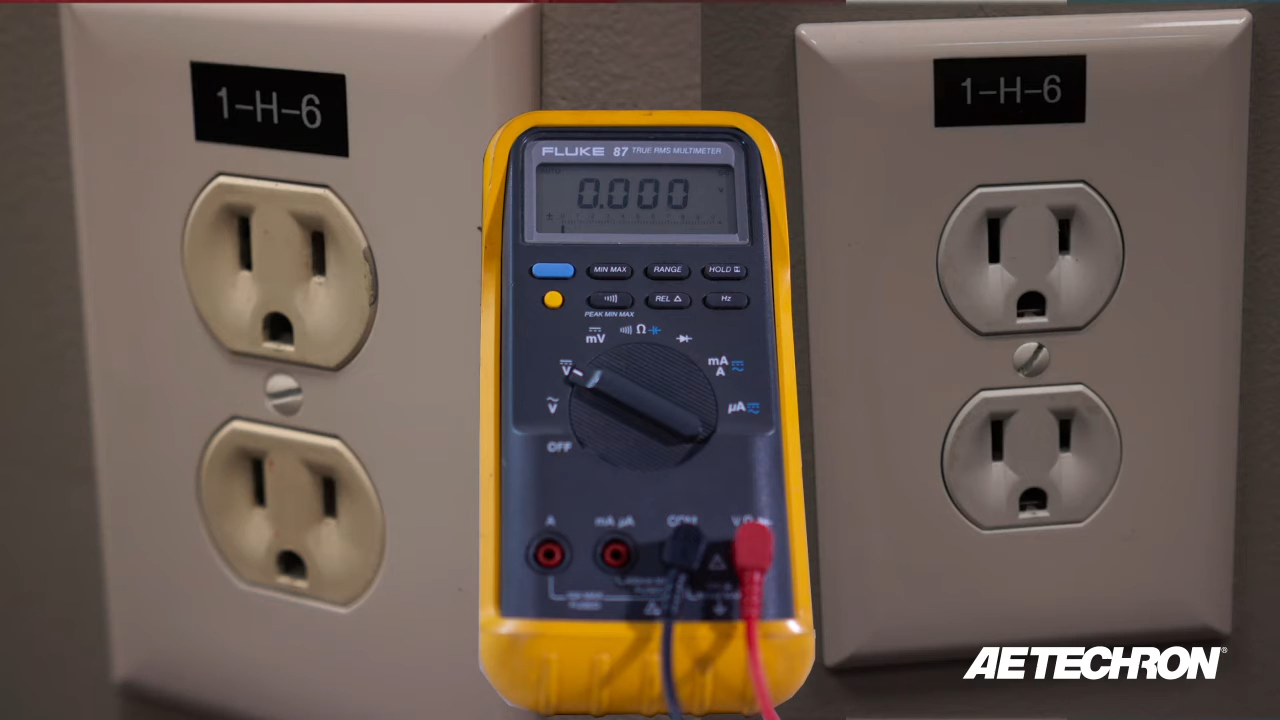 1–H–6
1–H–6
FLUKE 87 TRUE RMS MULTIMETER
0.000
MIN MAX
RANGE
HOLD
REL △
Hz
PEAK MIN MAX
mV
Ω
V
mA
A
V
µA
OFF
A
mA µA
COM
V Ω
AE TECHRON®